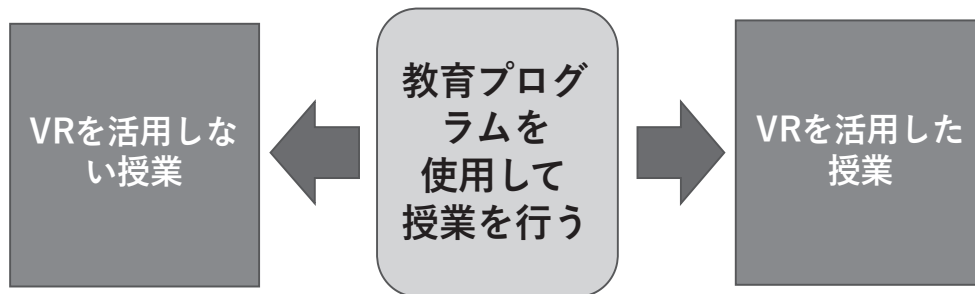 VRを活用しな
い授業
教育プログ
ラムを
使用して
授業を行う
VRを活用した
授業